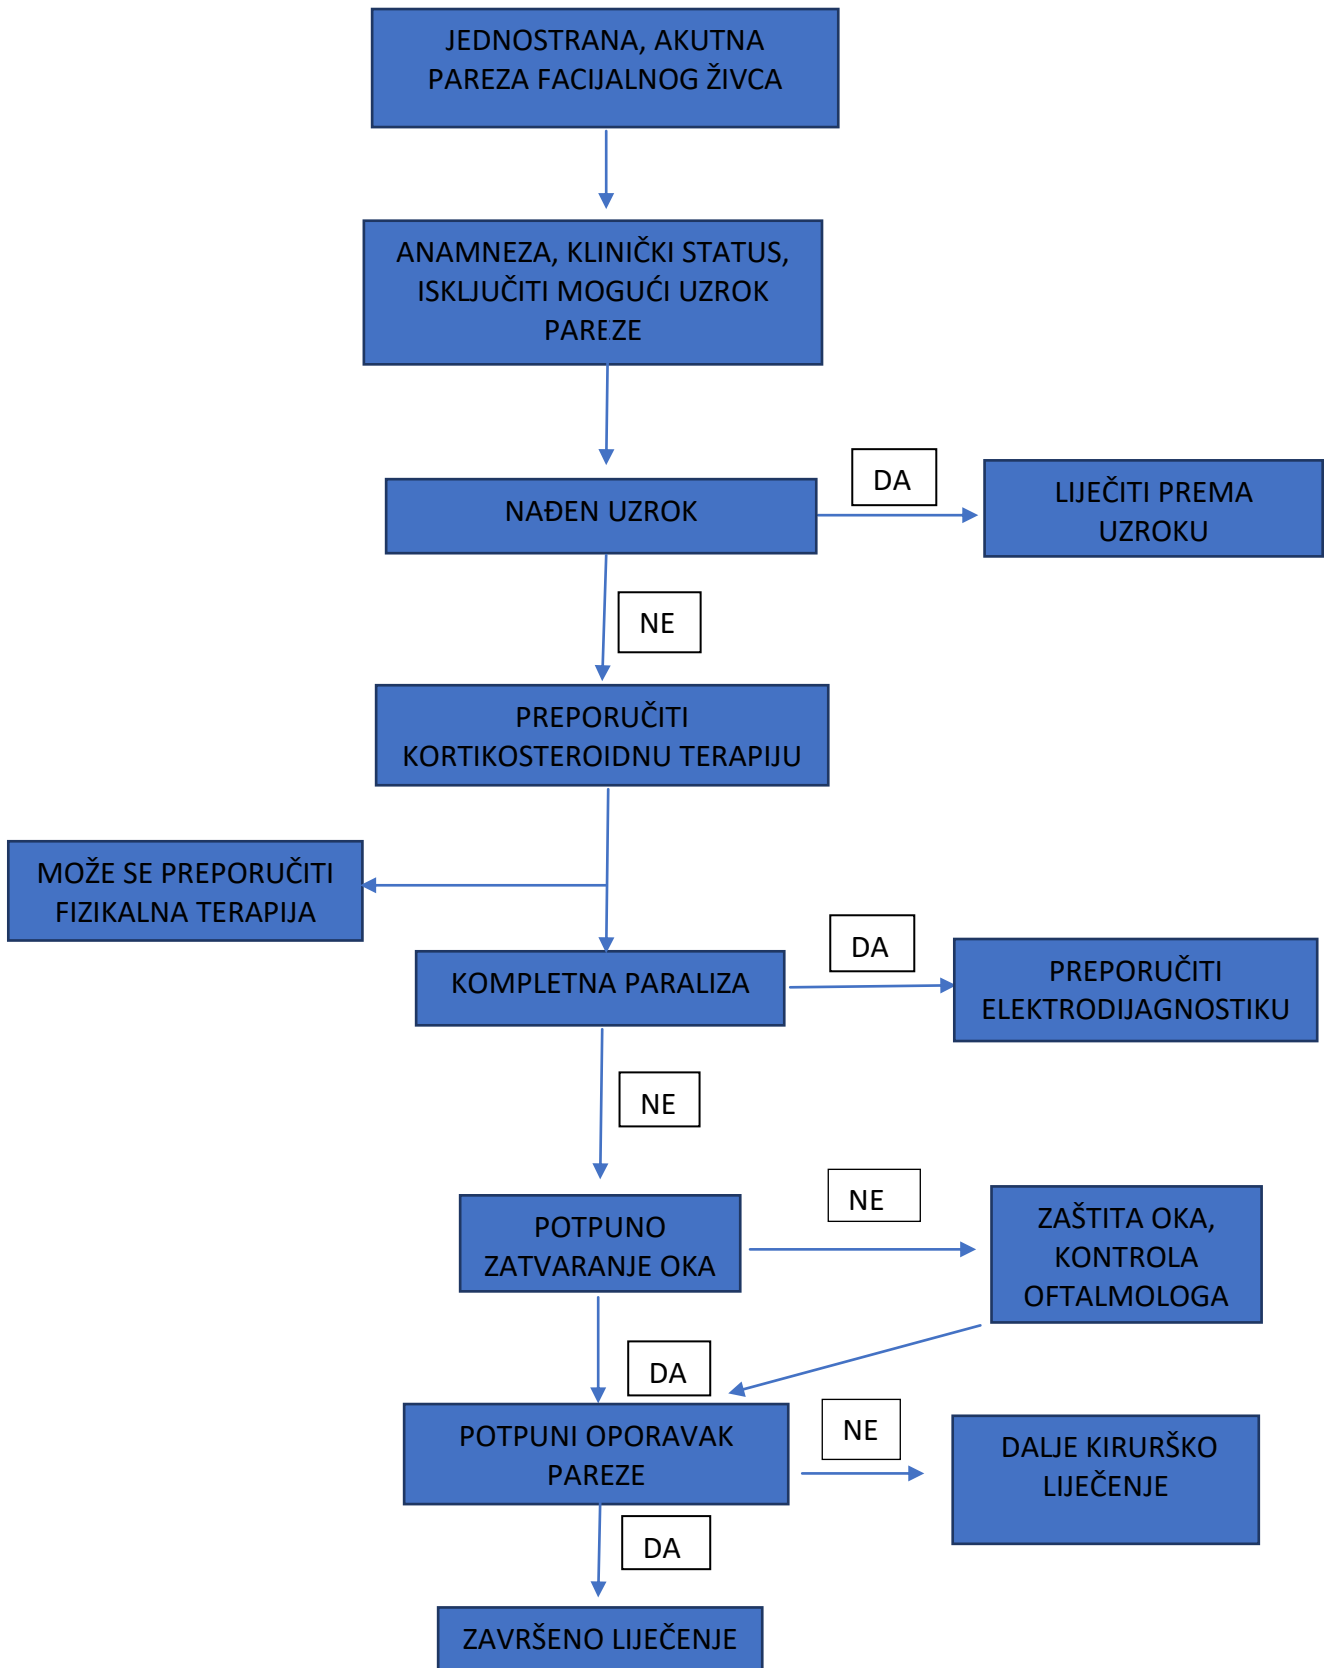 JEDNOSTRANA, AKUTNA
PAREZA FACIJALNOG ŽIVCA
ANAMNEZA, KLINIČKI STATUS,
ISKLJUČITI MOGUĆI UZROK
PAREZE
NAĐEN UZROK
DA
LIJEČITI PREMA
UZROKU
NE
PREPORUČITI
KORTIKOSTEROIDNU TERAPIJU
MOŽE SE PREPORUČITI
FIZIKALNA TERAPIJA
KOMPLETNA PARALIZA
DA
PREPORUČITI
ELEKTRODIJAGNOSTIKU
NE
POTPUNO
ZATVARANJE OKA
NE
ZAŠTITA OKA,
KONTROLA
OFTALMOLOGA
DA
POTPUNI OPORAVAK
PAREZE
NE
DALJE KIRURŠKO
LIJEČENJE
DA
ZAVRŠENO LIJEČENJE